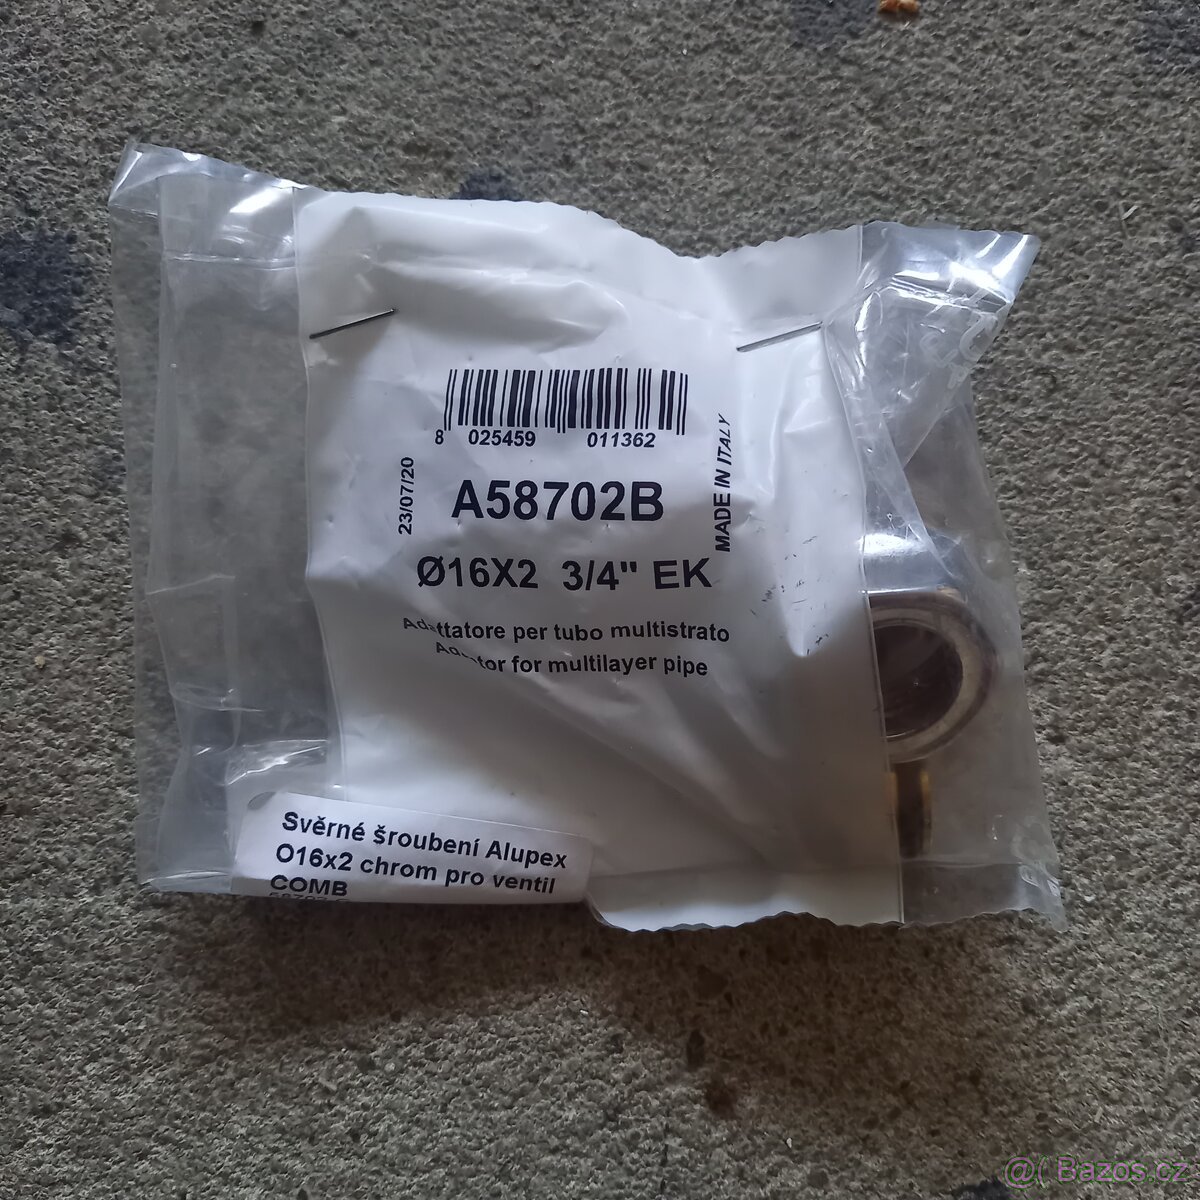 8 025459 011362
23/07/20
MADE IN ITALY
A58702B
Ø16X2 3/4" EK
Adattatore per tubo multistrato
Adaptor for multilayer pipe
Svěrné šroubení Alupex
O16x2 chrom pro ventil
COMB
@( Bazos.cz